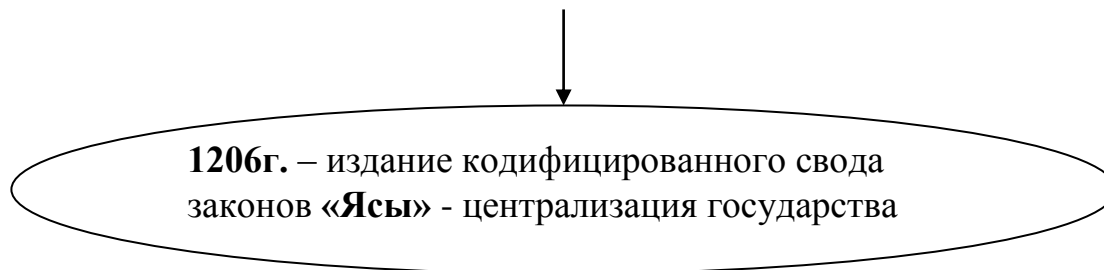 1206г. – издание кодифицированного свода
законов «Ясы» - централизация государства